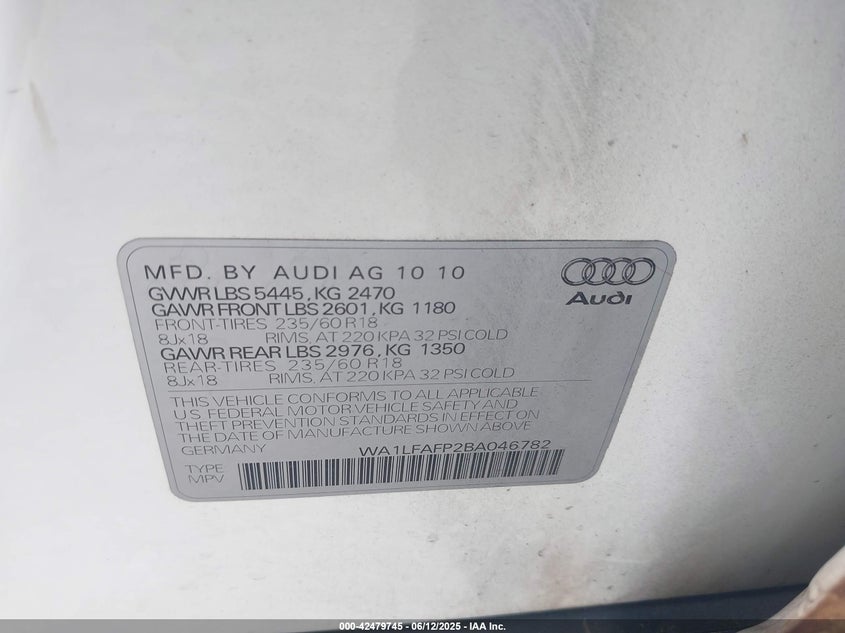 MFD. BY AUDI AG 10 10
GVWR LBS 5445, KG 2470
GAWR FRONT LBS 2601, KG 1180
FRONT-TIRES 235/60 R18
8Jx18 RIMS, AT 220 KPA 32 PSI COLD
GAWR REAR LBS 2976, KG 1350
REAR-TIRES 235/60 R18
8Jx18 RIMS, AT 220 KPA 32 PSI COLD
THIS VEHICLE CONFORMS TO ALL APPLICABLE
U.S. FEDERAL MOTOR VEHICLE SAFETY AND
THEFT PREVENTION STANDARDS IN EFFECT ON
THE DATE OF MANUFACTURE SHOWN ABOVE.
GERMANY WA1LFAFP2BA046782
TYPE
MPV
Audi
000-42479745 - 06/12/2025 - IAA Inc.